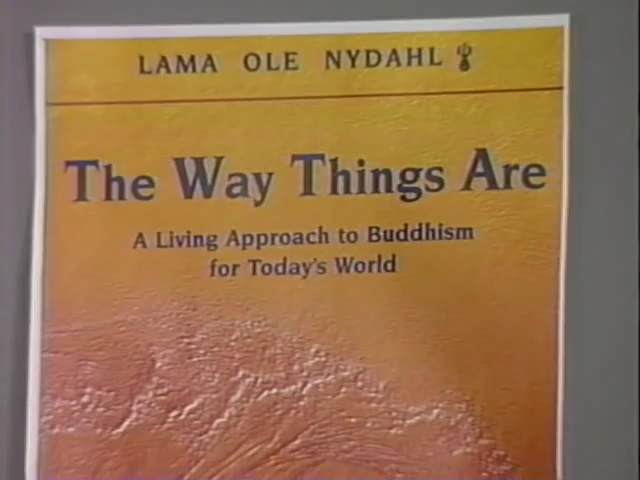 LAMA OLE NYDAHL
The Way Things Are
A Living Approach to Buddhism
for Today's World